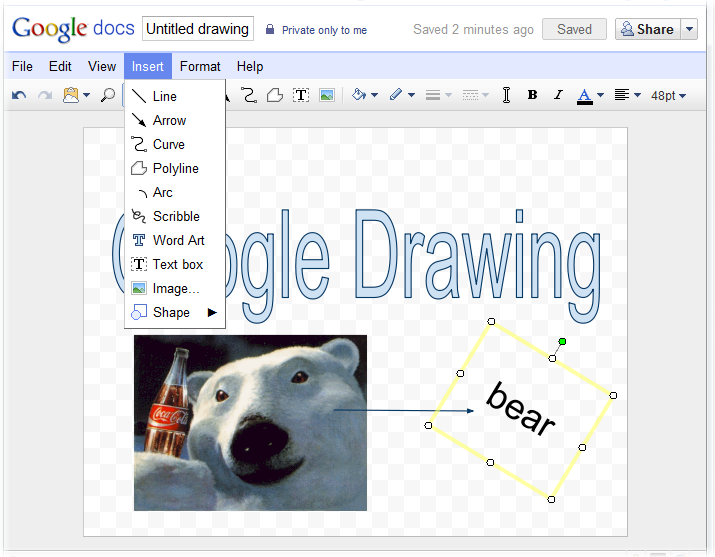 Google docs Untitled drawing Private only to me Saved 2 minutes ago Saved Share
File Edit View Insert Format Help
T B I A 48pt
Line
Arrow
Curve
Polyline
Arc
Scribble
Word Art
Text box
Image...
Shape
Google Drawing
Coca-Cola
bear